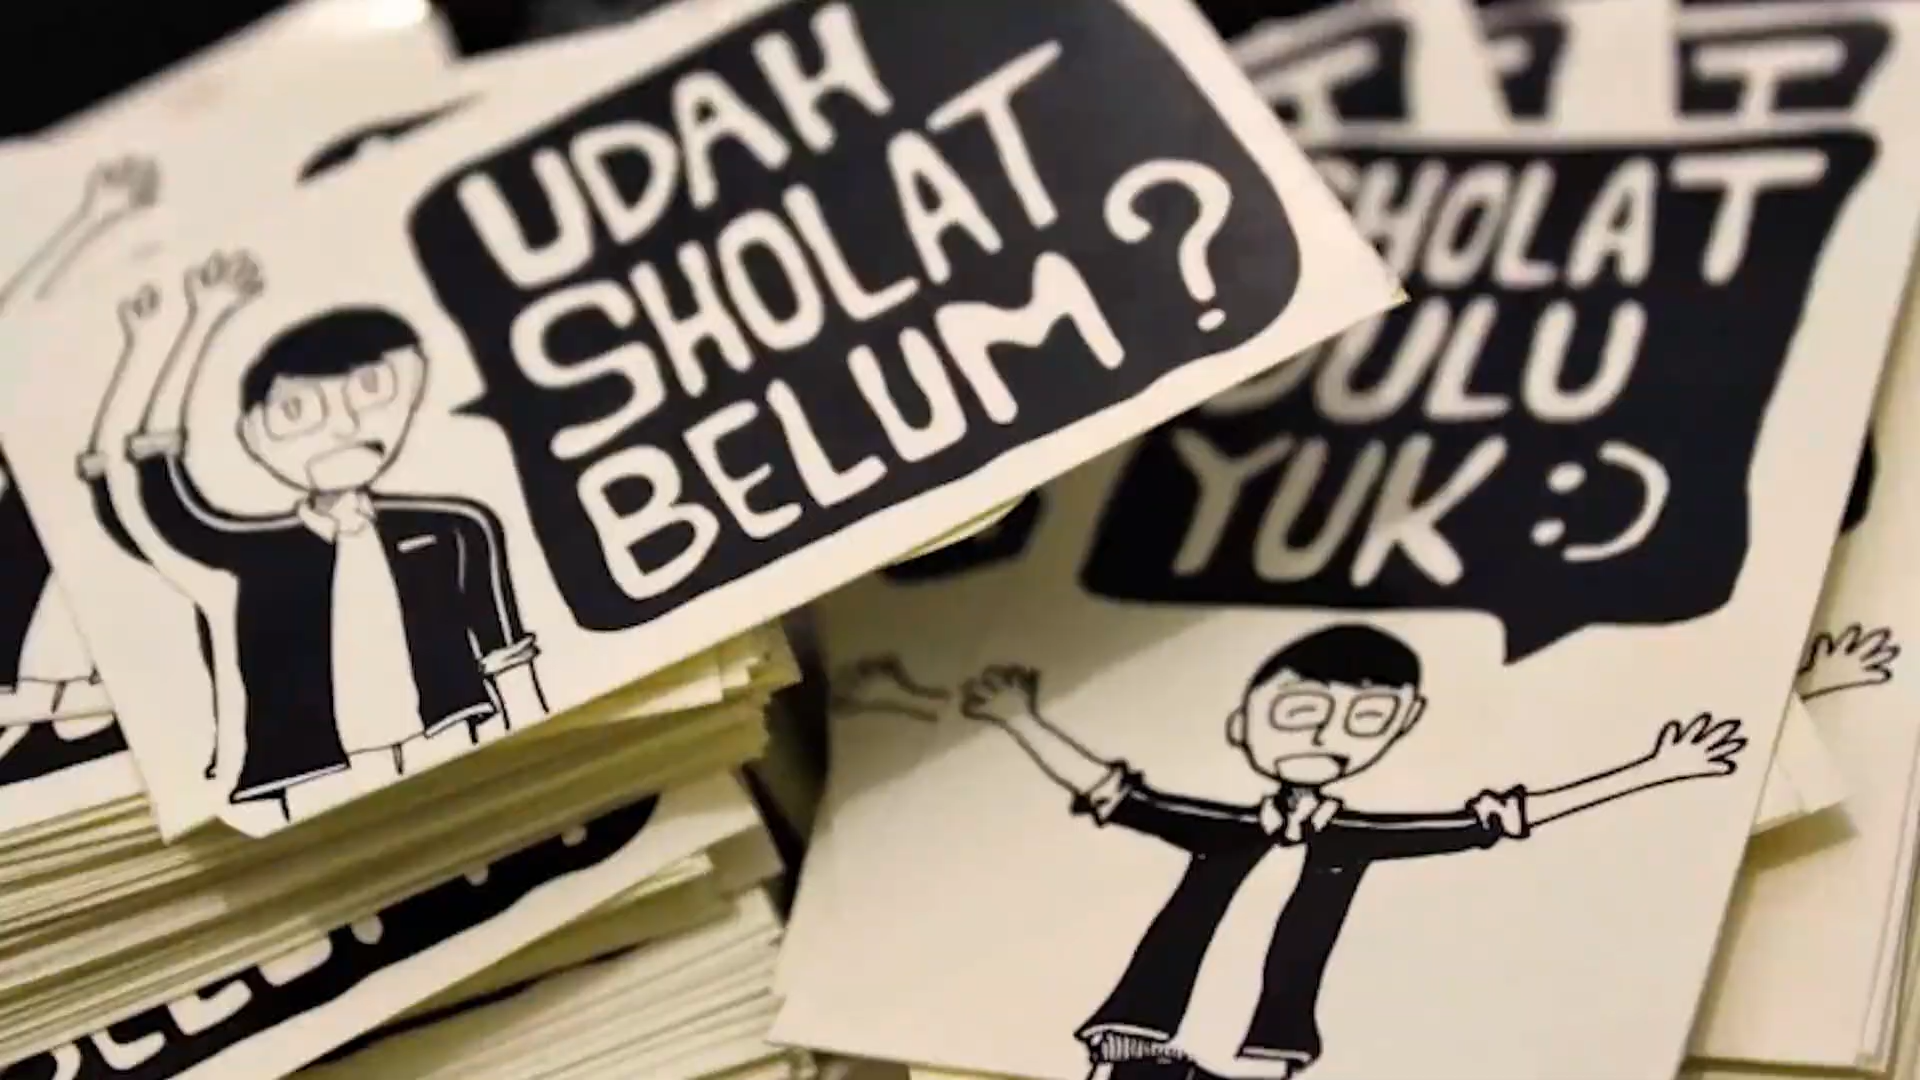 UDAH
SHOLAT
BELUM?
SHOLAT
DULU
YUK :)